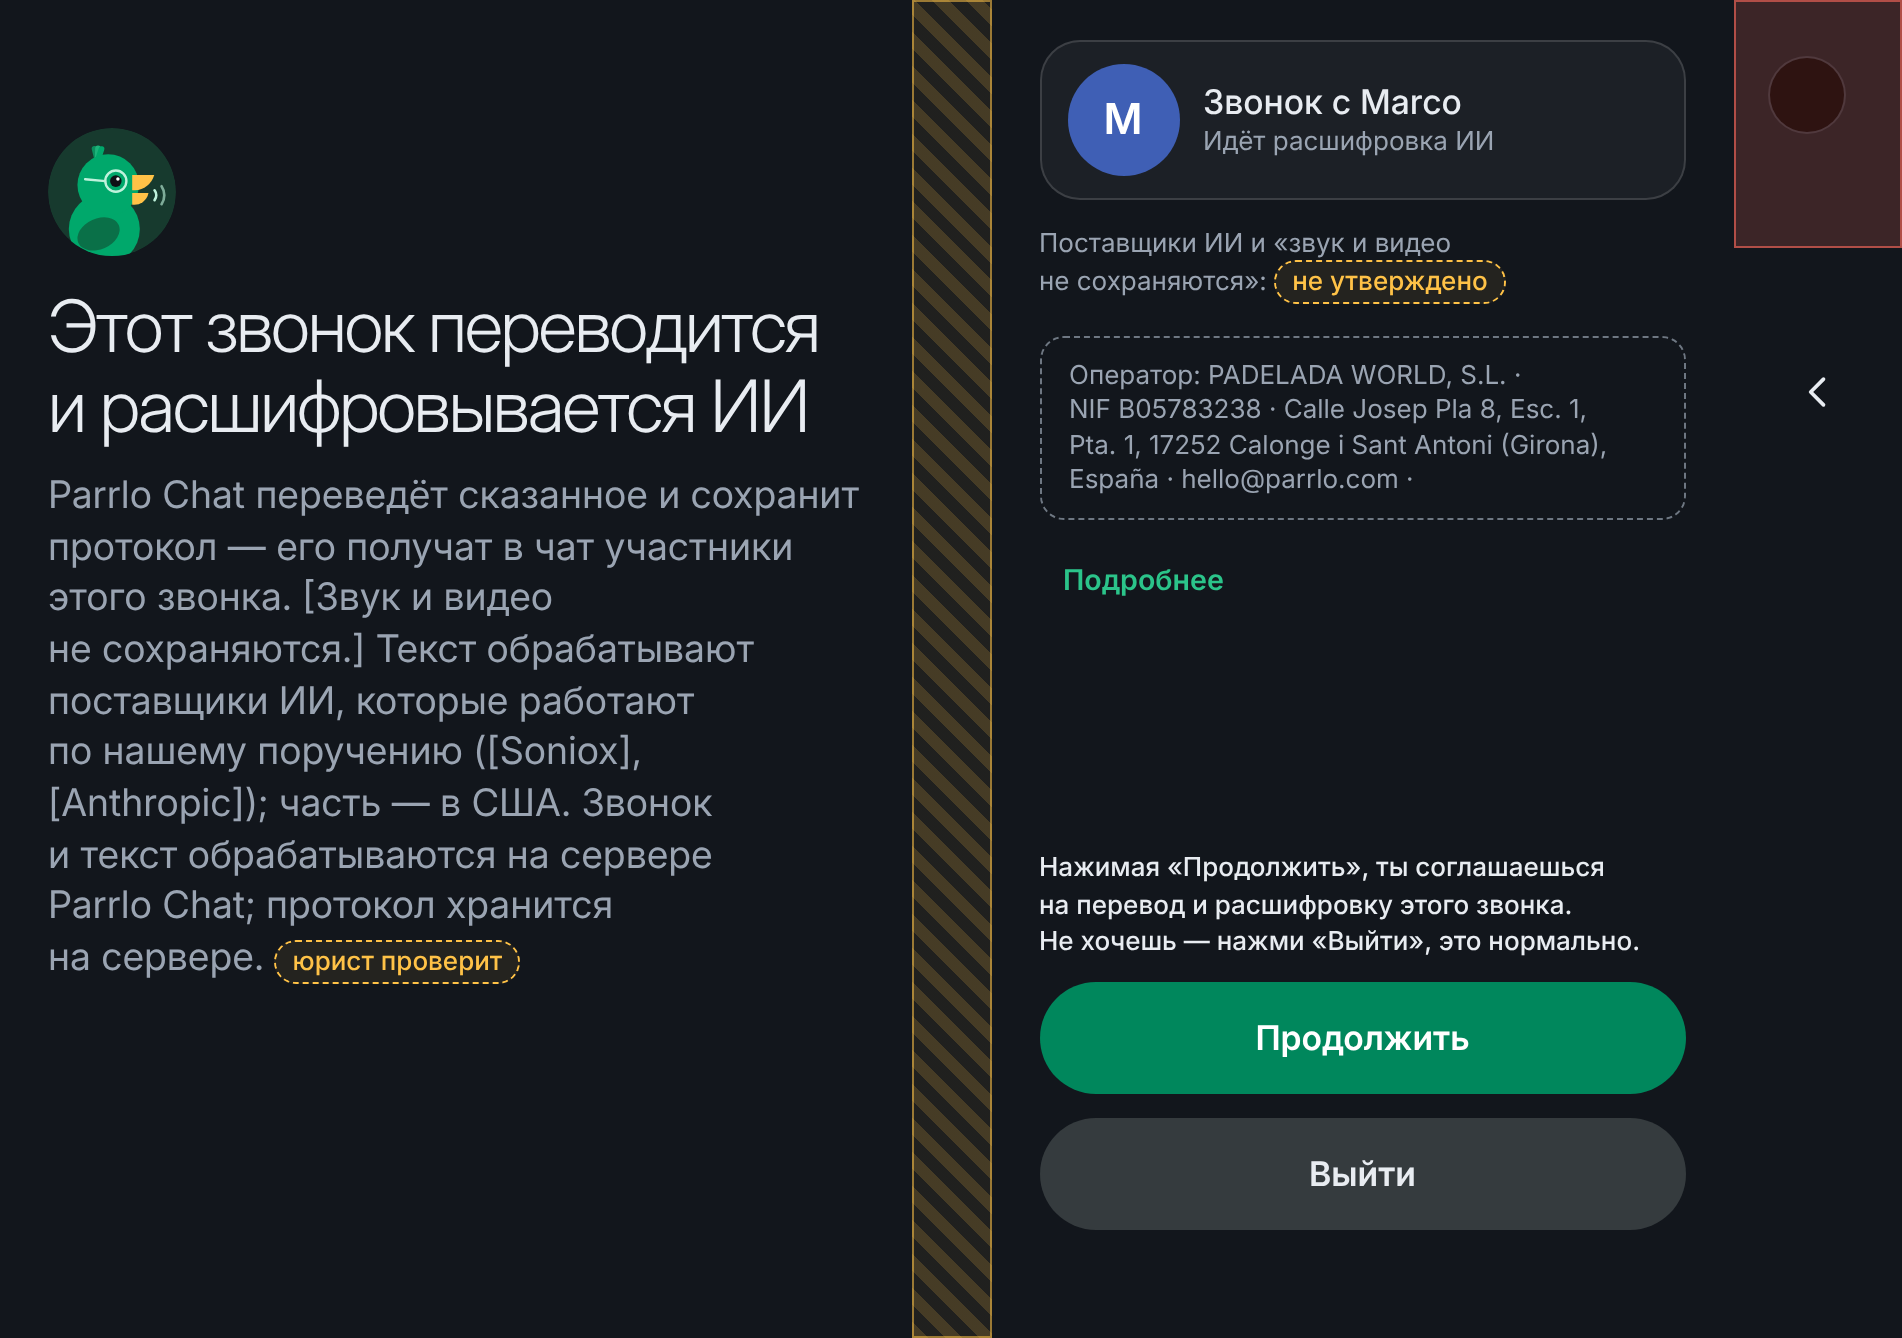 Этот звонок переводится
и расшифровывается ИИ
Parrlo Chat переведёт сказанное и сохранит
протокол — его получат в чат участники
этого звонка. [Звук и видео
не сохраняются.] Текст обрабатывают
поставщики ИИ, которые работают
по нашему поручению ([Soniox],
[Anthropic]); часть — в США. Звонок
и текст обрабатываются на сервере
Parrlo Chat; протокол хранится
на сервере. юрист проверит
M
Звонок с Marco
Идёт расшифровка ИИ
Поставщики ИИ и «звук и видео
не сохраняются»: не утверждено
Оператор: PADELADA WORLD, S.L. ·
NIF B05783238 · Calle Josep Pla 8, Esc. 1,
Pta. 1, 17252 Calonge i Sant Antoni (Girona),
España · hello@parrlo.com ·
Подробнее
Нажимая «Продолжить», ты соглашаешься
на перевод и расшифровку этого звонка.
Не хочешь — нажми «Выйти», это нормально.
Продолжить
Выйти